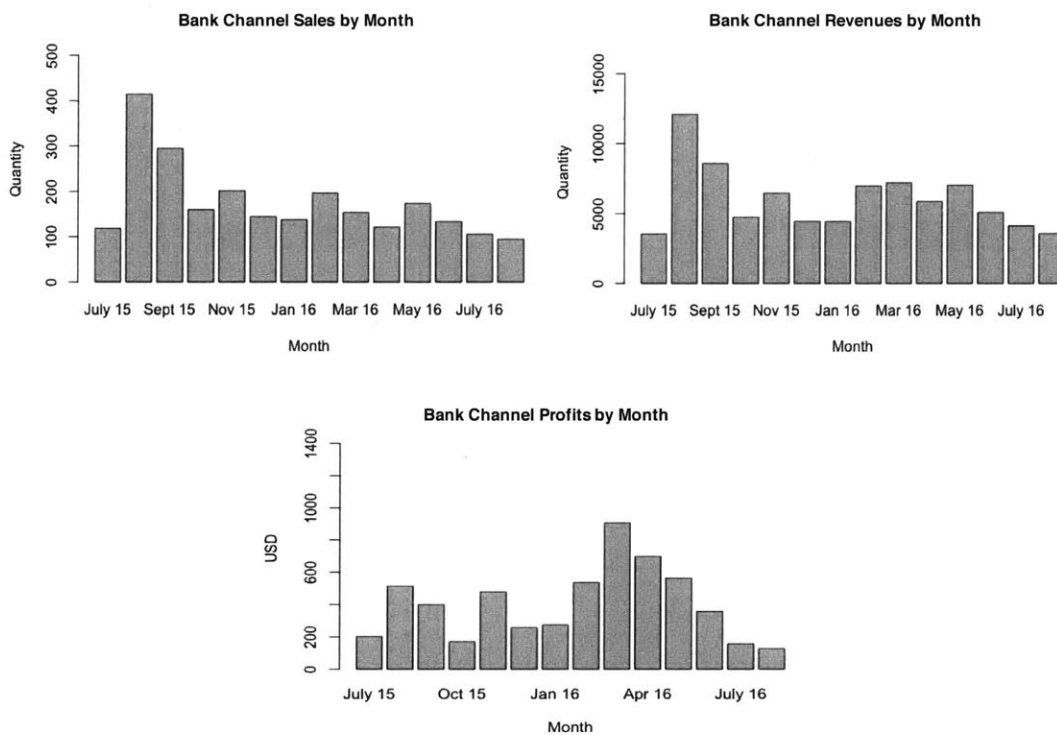 Bank Channel Sales by Month
500
400
300
200
100
0
Quantity
July 15 Sept 15 Nov 15 Jan 16 Mar 16 May 16 July 16
Month
Bank Channel Revenues by Month
15000
10000
5000
0
Quantity
July 15 Sept 15 Nov 15 Jan 16 Mar 16 May 16 July 16
Month
Bank Channel Profits by Month
1400
1000
600
200
0
USD
July 15 Oct 15 Jan 16 Apr 16 July 16
Month